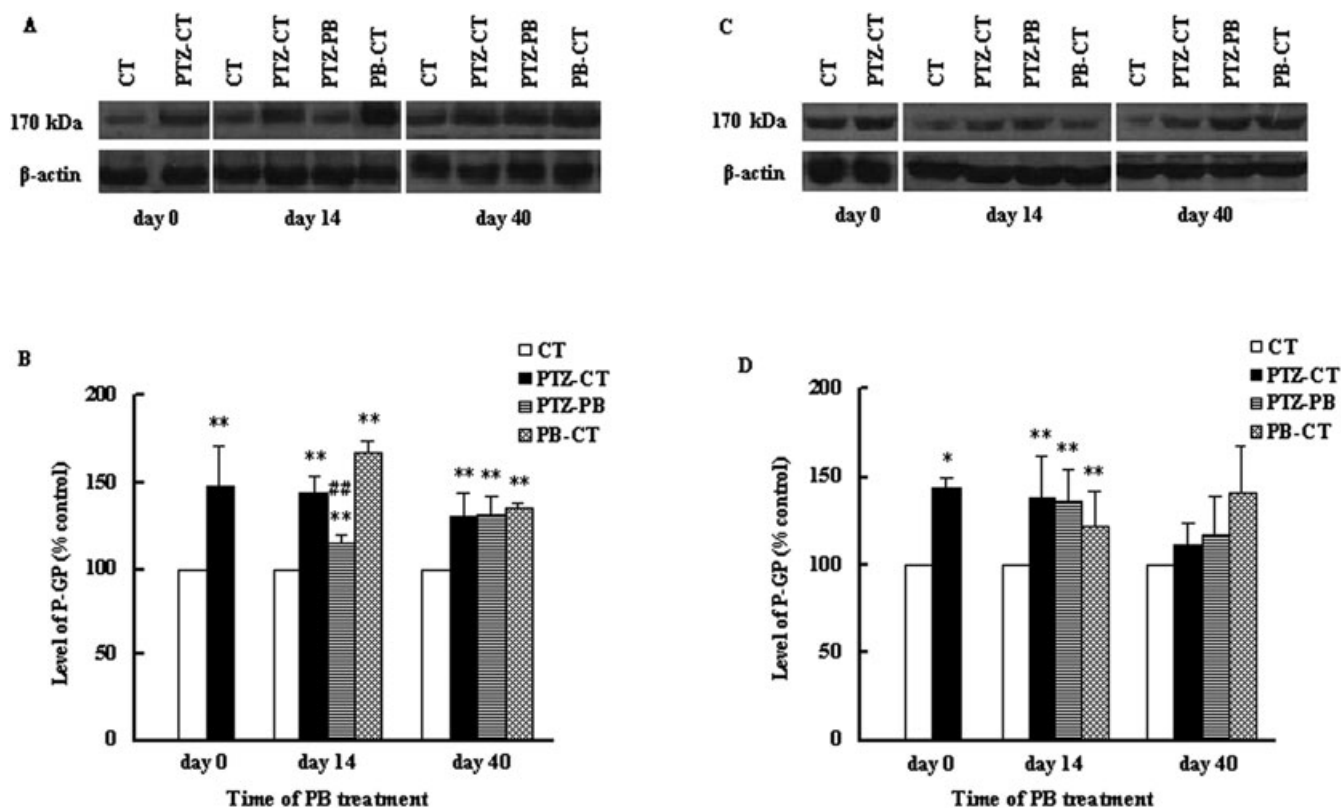 A
CT PTZ-CT CT PTZ-CT PTZ-PB PB-CT CT PTZ-CT PTZ-PB PB-CT
170 kDa
β-actin
day 0 day 14 day 40
C
CT PTZ-CT CT PTZ-CT PTZ-PB PB-CT CT PTZ-CT PTZ-PB PB-CT
170 kDa
β-actin
day 0 day 14 day 40
B
CT
PTZ-CT
PTZ-PB
PB-CT
Level of P-GP (% control)
200
150
100
50
0
** ** ## ** ** ** ** **
day 0 day 14 day 40
Time of PB treatment
D
CT
PTZ-CT
PTZ-PB
PB-CT
Level of P-GP (% control)
200
150
100
50
0
* ** ** **
day 0 day 14 day 40
Time of PB treatment